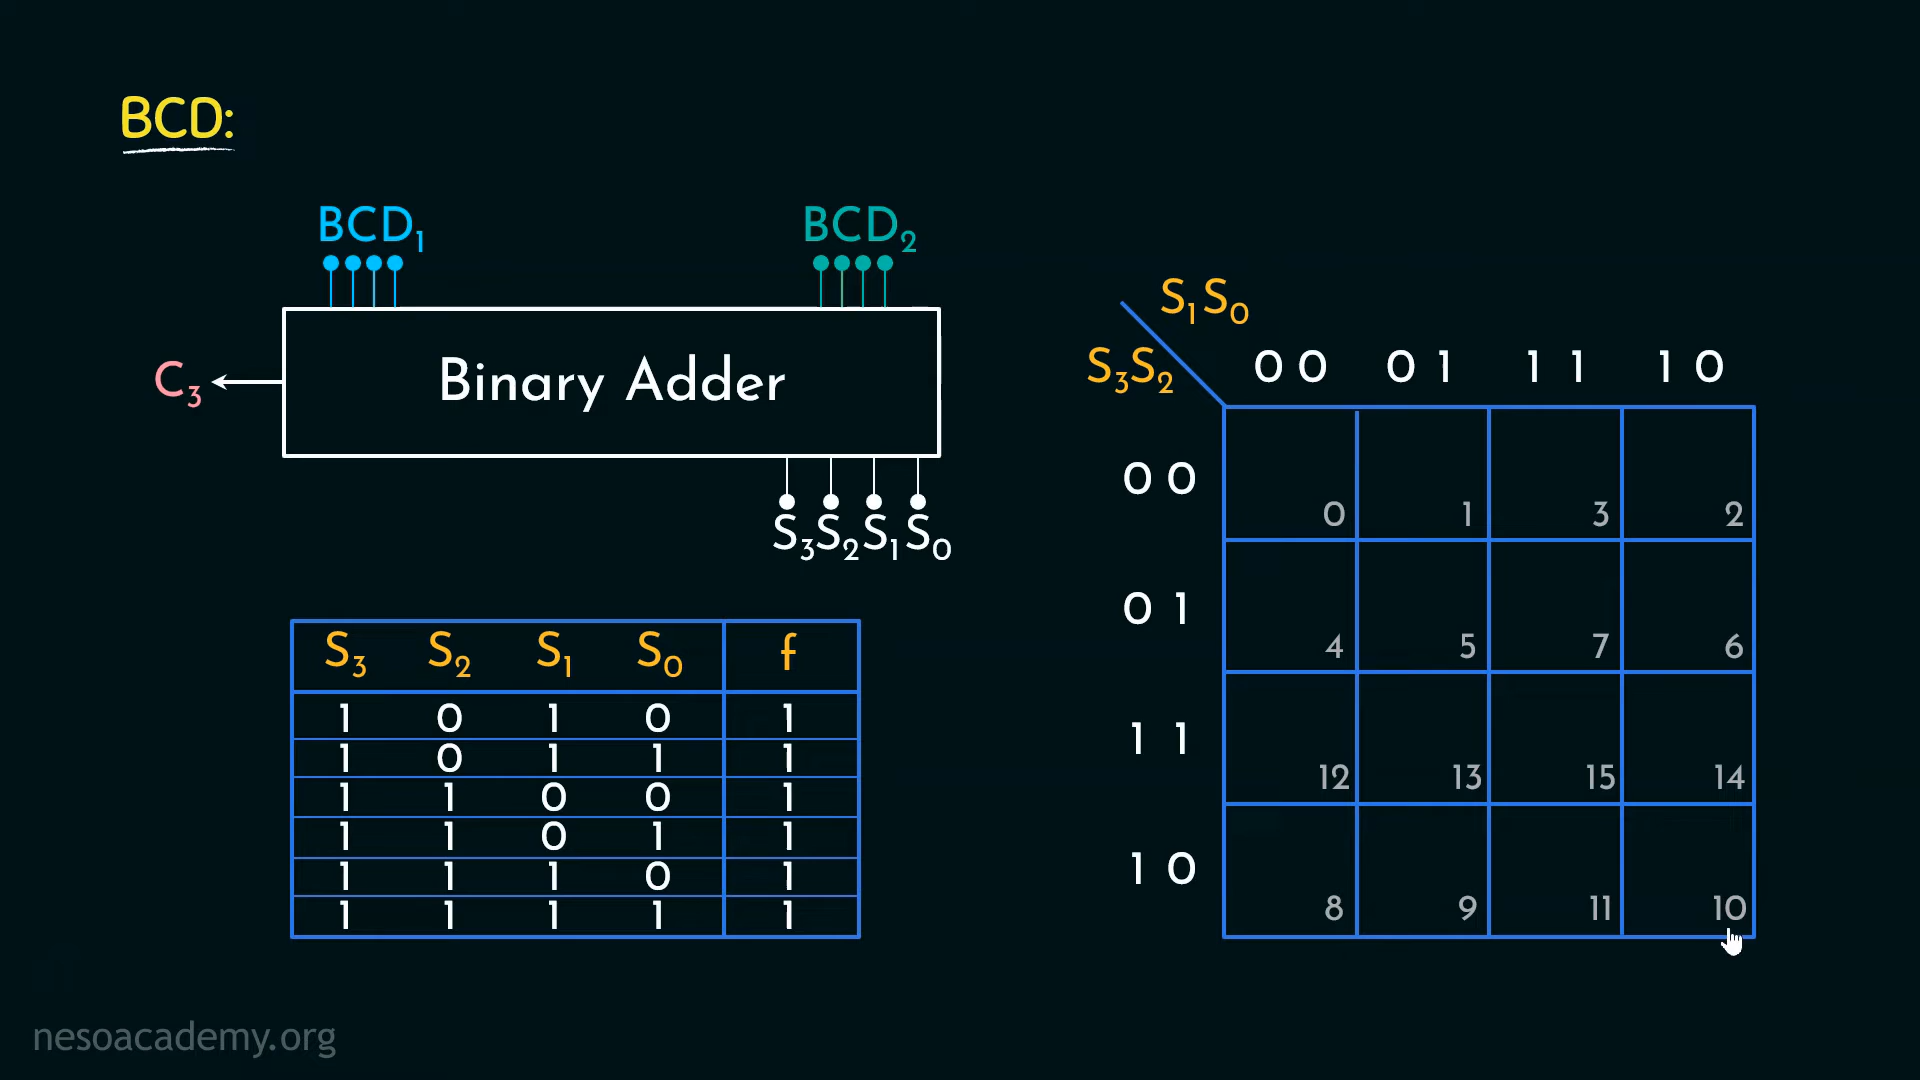 BCD:
BCD1 BCD2
C3 Binary Adder
S3S2S1S0
S3 S2 S1 S0 f
1 0 1 0 1
1 0 1 1 1
1 1 0 0 1
1 1 0 1 1
1 1 1 0 1
1 1 1 1 1
S1S0
S3S2 00 01 11 10
00 0 1 3 2
01 4 5 7 6
11 12 13 15 14
10 8 9 11 10
nesoacademy.org